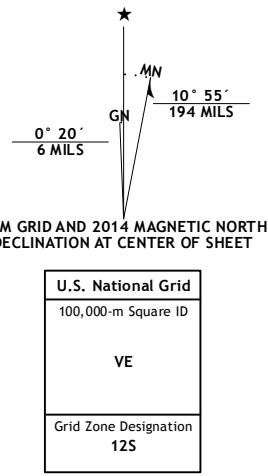 MN
GN
10° 55´
194 MILS
0° 20´
6 MILS
M GRID AND 2014 MAGNETIC NORTH
DECLINATION AT CENTER OF SHEET
U.S. National Grid
100,000-m Square ID
VE
Grid Zone Designation
12S